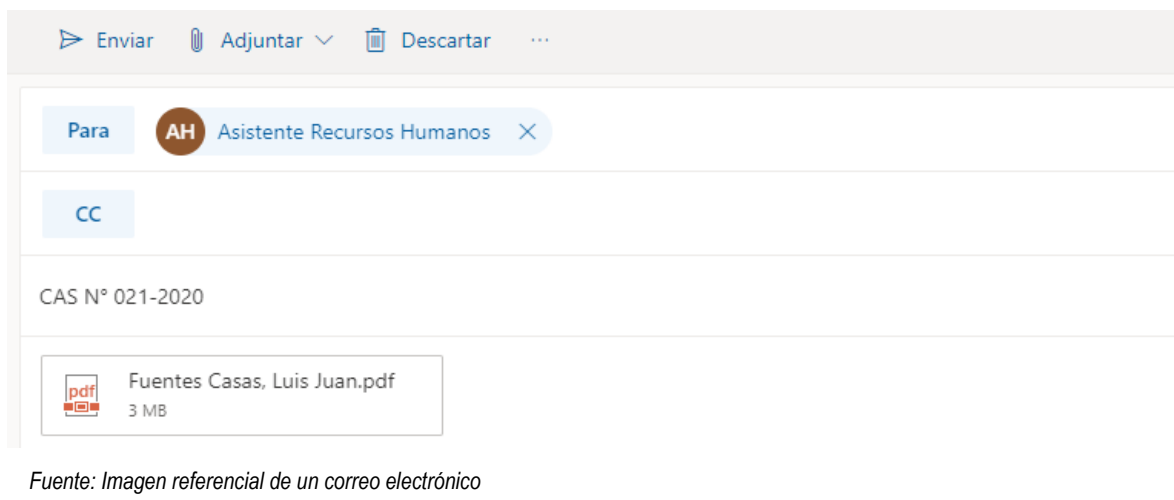 Enviar Adjuntar Descartar ...
Para AH Asistente Recursos Humanos
CC
CAS N° 021-2020
pdf Fuentes Casas, Luis Juan.pdf
3 MB
Fuente: Imagen referencial de un correo electrónico